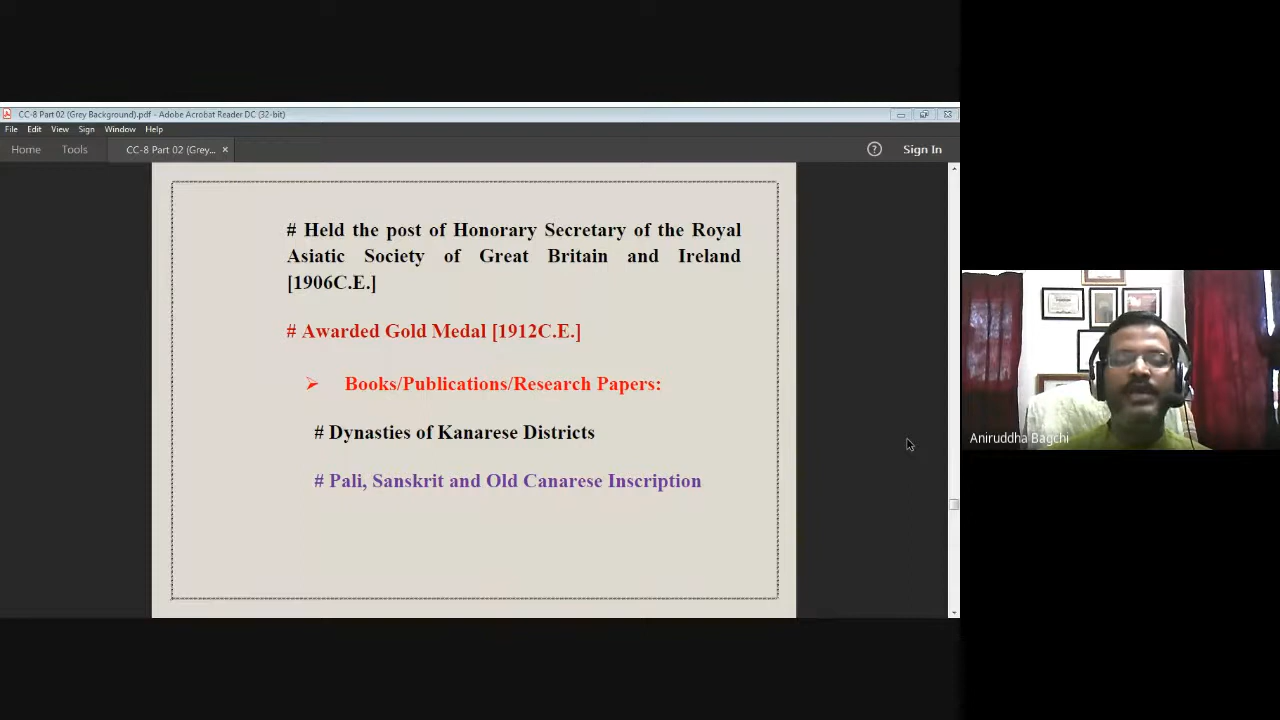 CC-8 Part 02 (Grey Background).pdf - Adobe Acrobat Reader DC (32-bit)
File Edit View Sign Window Help
Home Tools CC-8 Part 02 (Grey... × ? Sign In
# Held the post of Honorary Secretary of the Royal
Asiatic Society of Great Britain and Ireland
[1906C.E.]
# Awarded Gold Medal [1912C.E.]
➢ Books/Publications/Research Papers:
# Dynasties of Kanarese Districts
# Pali, Sanskrit and Old Canarese Inscription
Aniruddha Bagchi